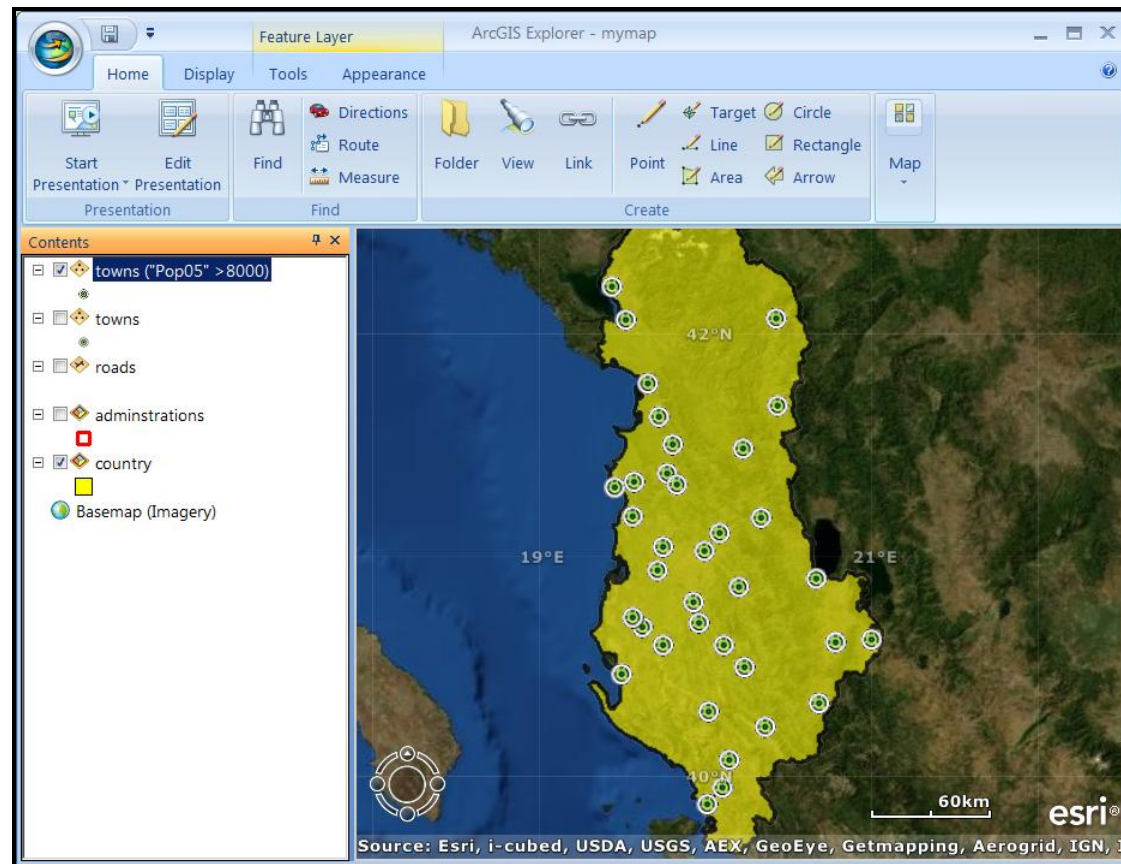 Feature Layer
ArcGIS Explorer - mymap
Home Display Tools Appearance
Start Presentation
Edit Presentation
Presentation
Find
Directions
Route
Measure
Find
Folder
View
Link
Point
Target
Line
Area
Circle
Rectangle
Arrow
Create
Map
Contents
towns ("Pop05" >8000)
towns
roads
adminstrations
country
Basemap (Imagery)
42°N
19°E
21°E
40°N
60km
esri
Source: Esri, i-cubed, USDA, USGS, AEX, GeoEye, Getmapping, Aerogrid, IGN,